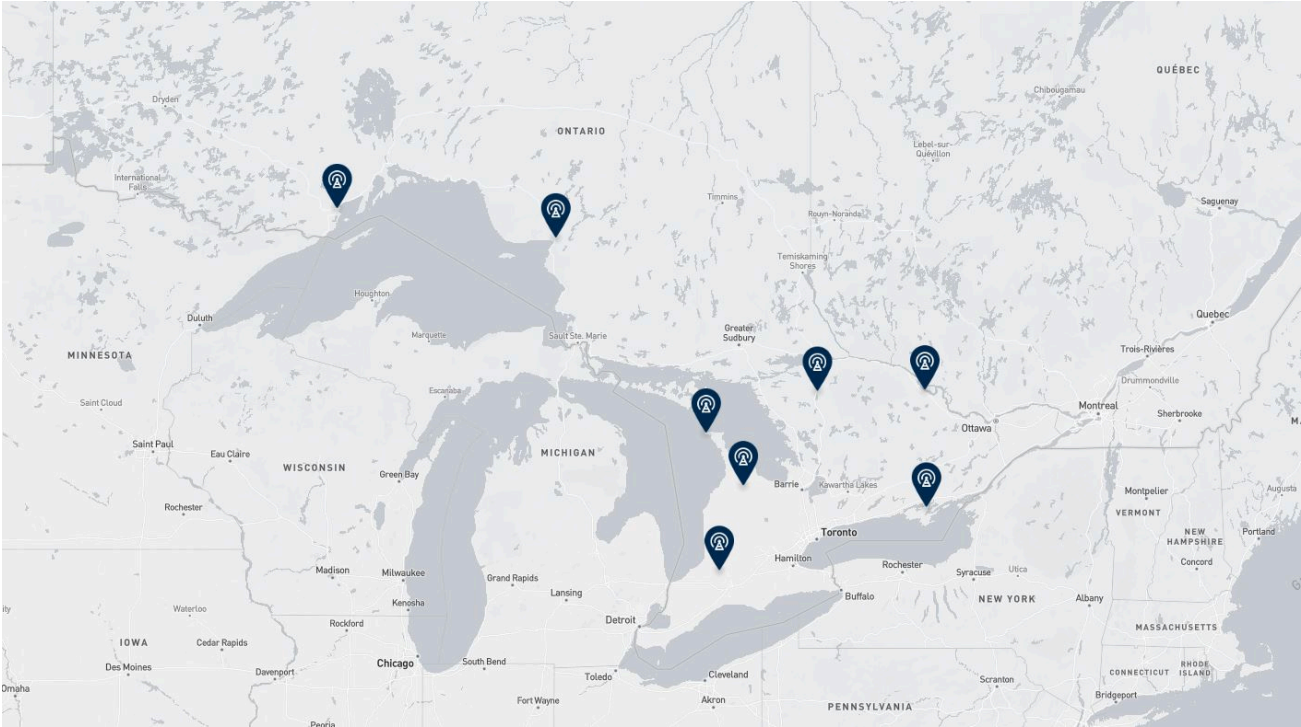 QUÉBEC
Chibougamau
Dryden
ONTARIO
Lebel-sur-
Quévillon
International
Falls
Timmins
Rouyn-Noranda
Saguenay
Temiskaming
Shores
Houghton
Duluth
Quebec
Marquette
Sault Ste. Marie
Greater
Sudbury
MINNESOTA
Trois-Rivières
Drummondville
Escanaba
Saint Cloud
Montreal
Sherbrooke
Ottawa
Saint Paul
Eau Claire
MICHIGAN
WISCONSIN
Green Bay
Barrie
Kawartha Lakes
Montpelier
Augusta
Rochester
VERMONT
Toronto
NEW
HAMPSHIRE
Portland
Hamilton
Concord
Madison
Milwaukee
Grand Rapids
Rochester
Syracuse
Utica
Lansing
Buffalo
NEW YORK
Albany
Kenosha
Waterloo
Rockford
Detroit
MASSACHUSETTS
IOWA
Cedar Rapids
Chicago
South Bend
Des Moines
Davenport
Toledo
Cleveland
CONNECTICUT
RHODE
ISLAND
Scranton
Omaha
Fort Wayne
Akron
PENNSYLVANIA
Bridgeport
Peoria